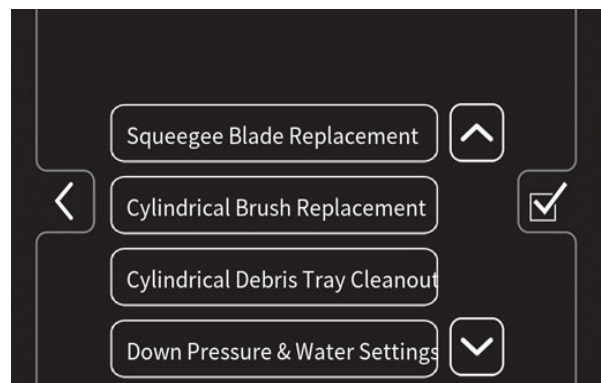 Squeegee Blade Replacement
Cylindrical Brush Replacement
Cylindrical Debris Tray Cleanout
Down Pressure & Water Settings